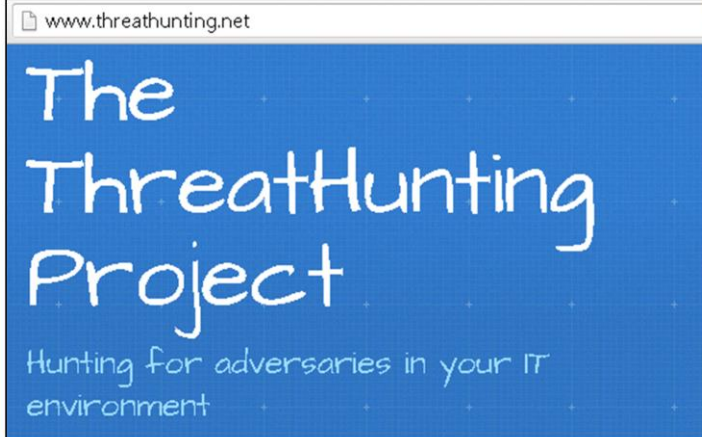 www.threathunting.net
The
ThreatHunting
Project
Hunting for adversaries in your IT
environment